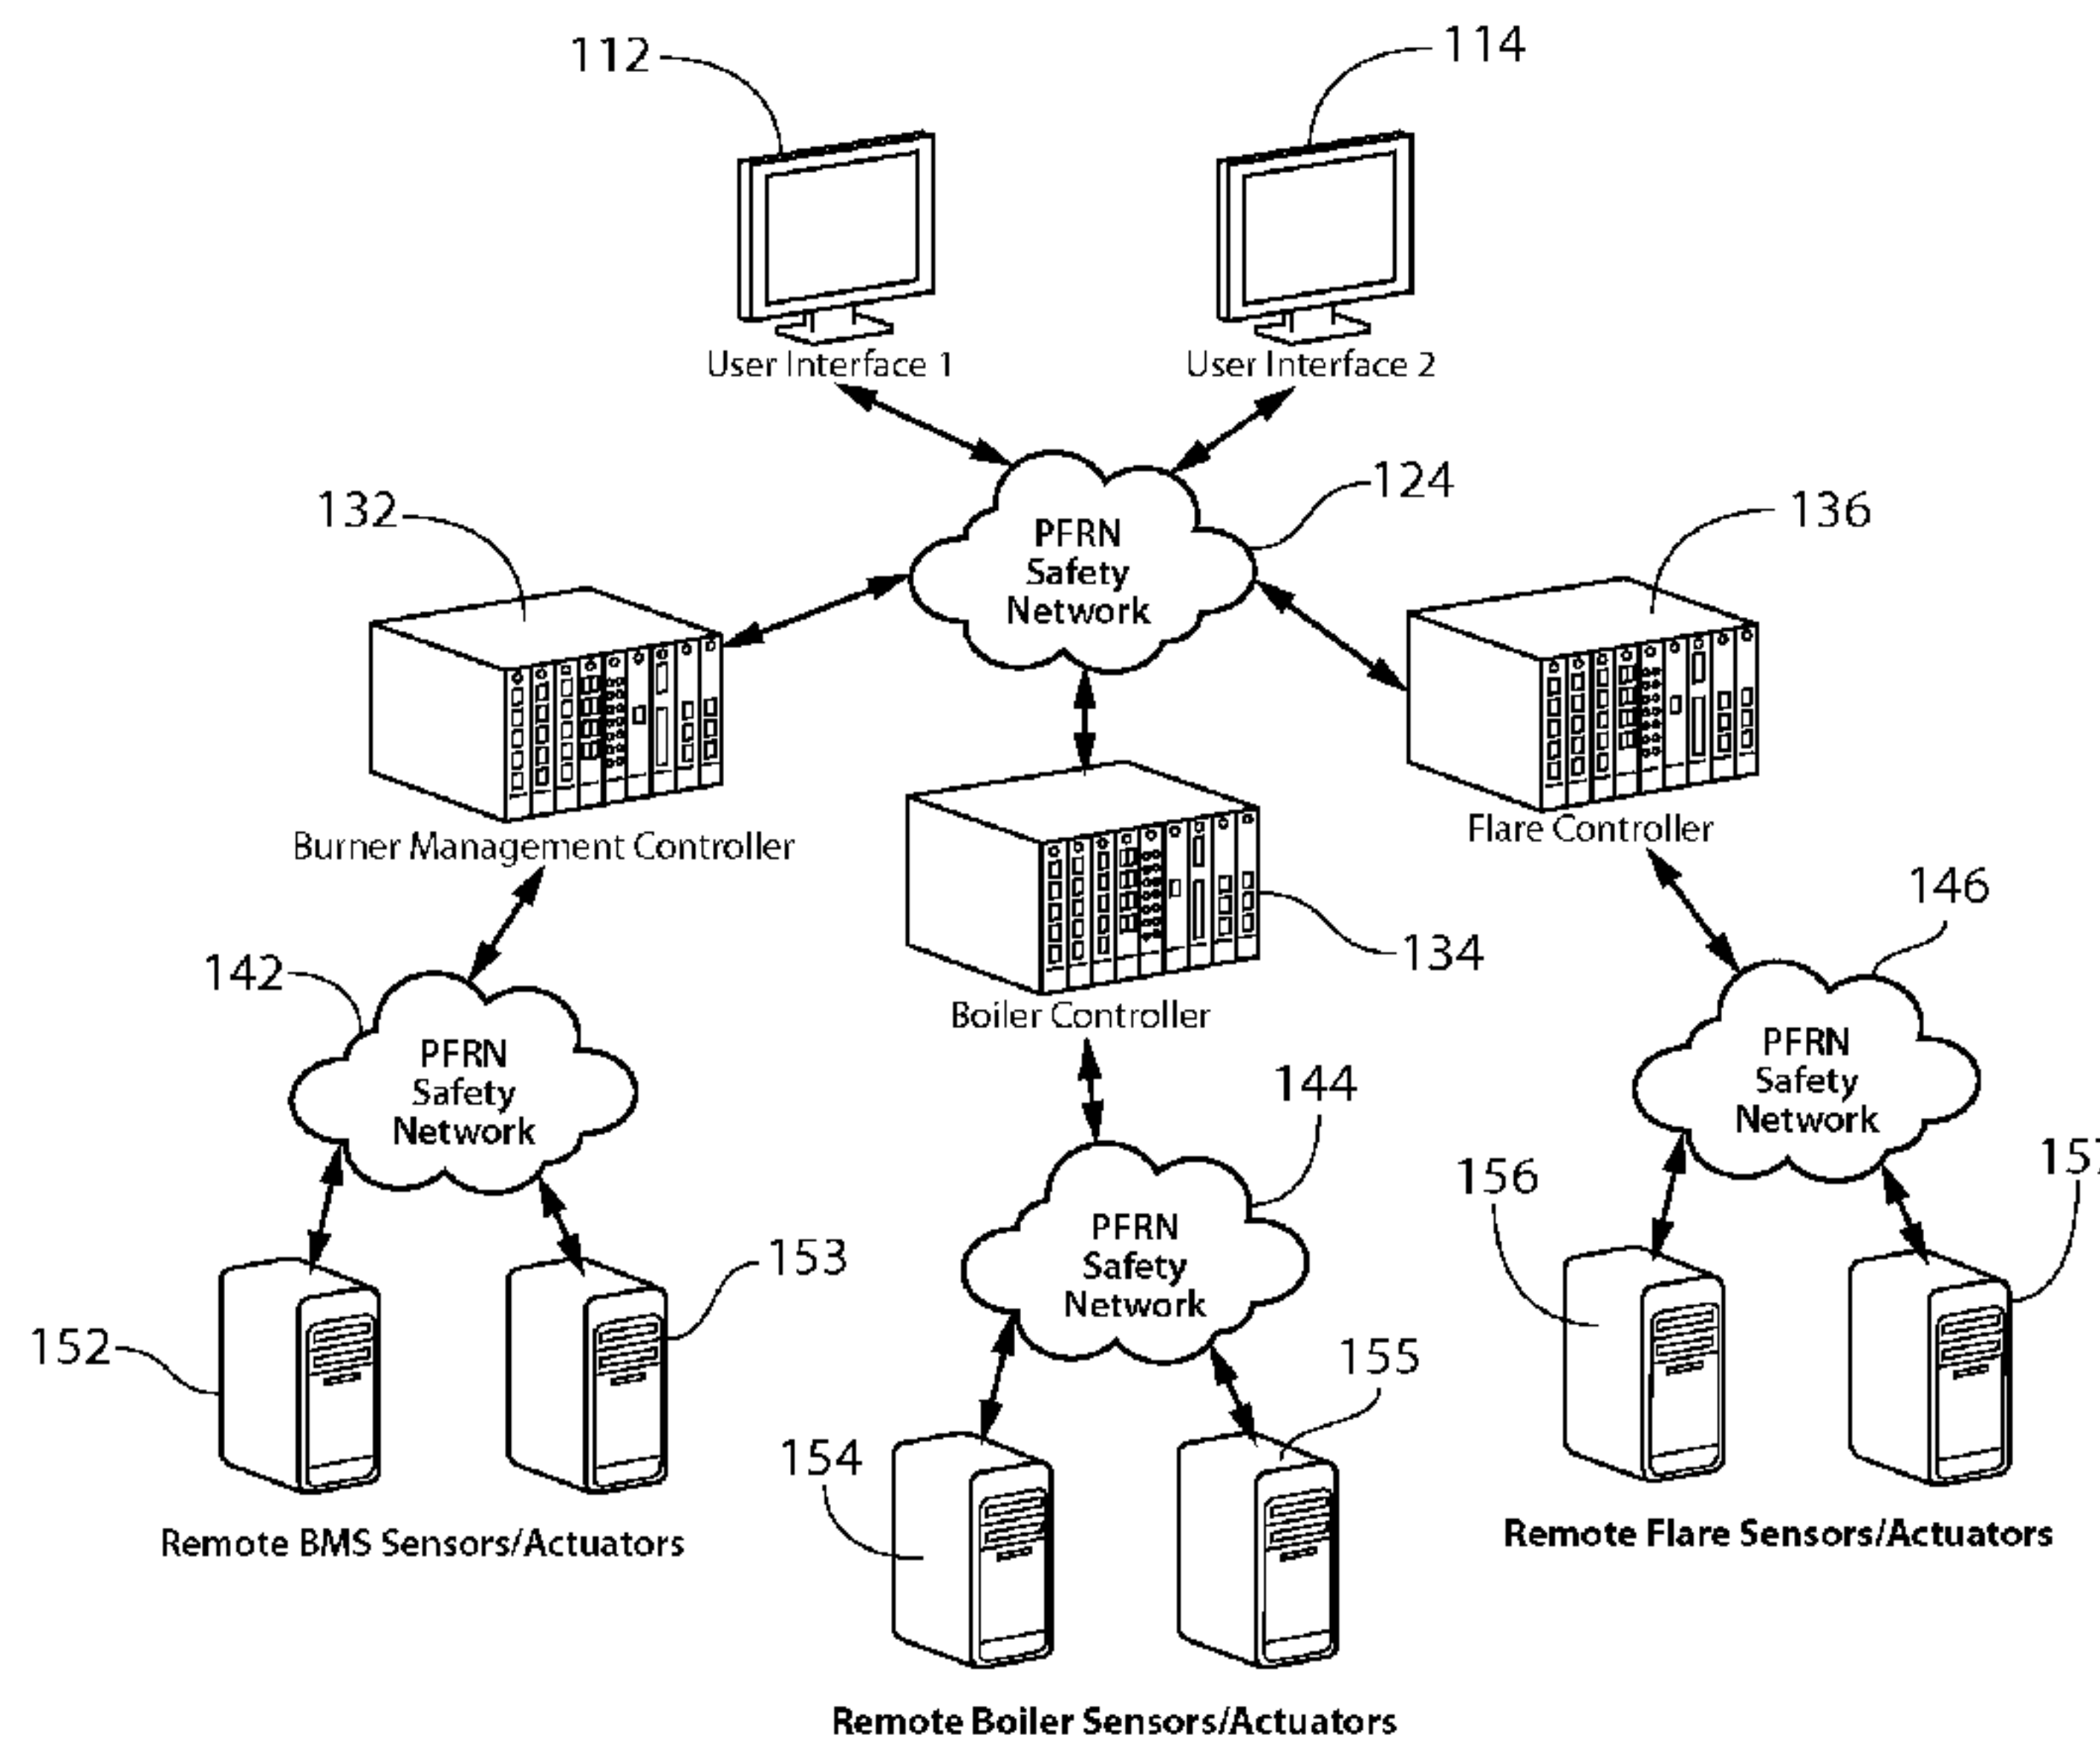 112
114
User Interface 1
User Interface 2
124
132
136
PFRN
Safety
Network
Burner Management Controller
Flare Controller
134
146
142
Boiler Controller
PFRN
Safety
Network
PFRN
Safety
Network
144
157
156
PFRN
Safety
Network
153
152
155
154
Remote BMS Sensors/Actuators
Remote Flare Sensors/Actuators
Remote Boiler Sensors/Actuators